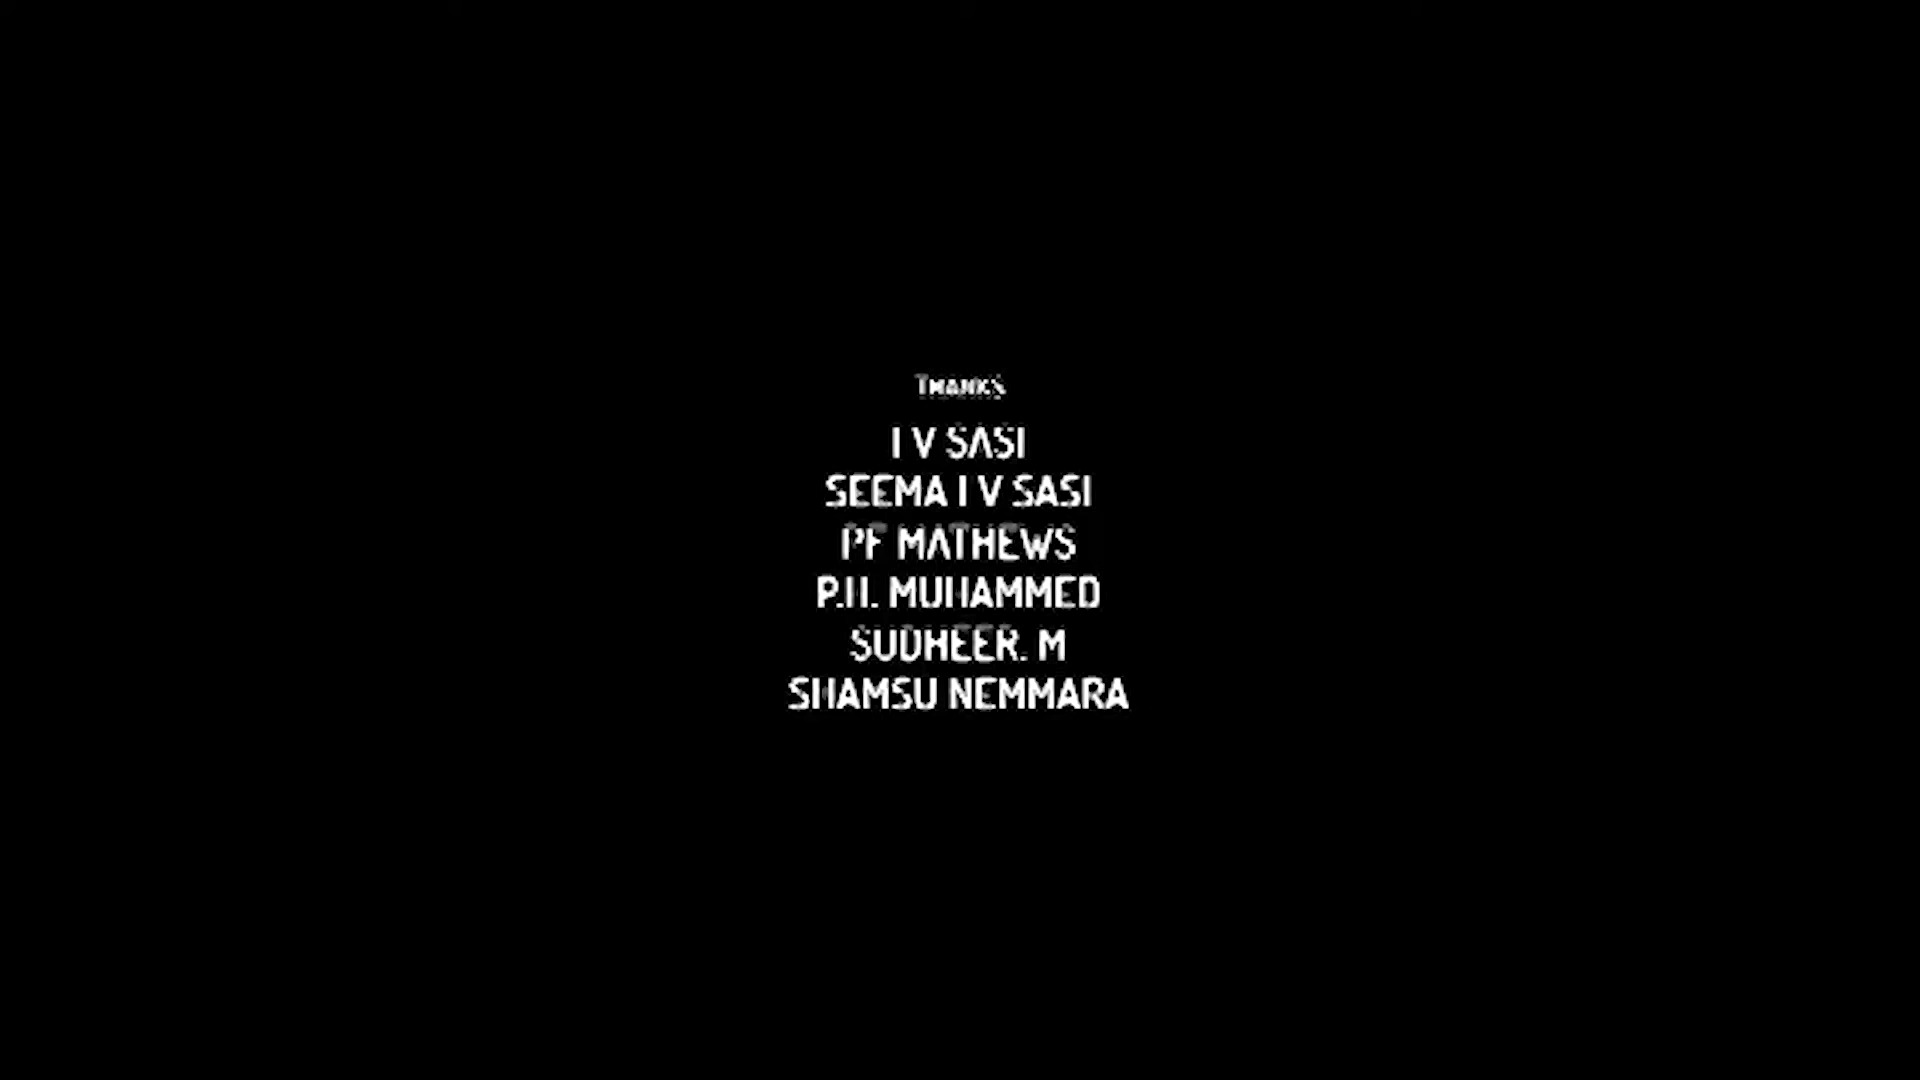 THANKS
I V SASI
SEEMA I V SASI
PF MATHEWS
P.H. MUHAMMED
SUDHEER. M
SHAMSU NEMMARA